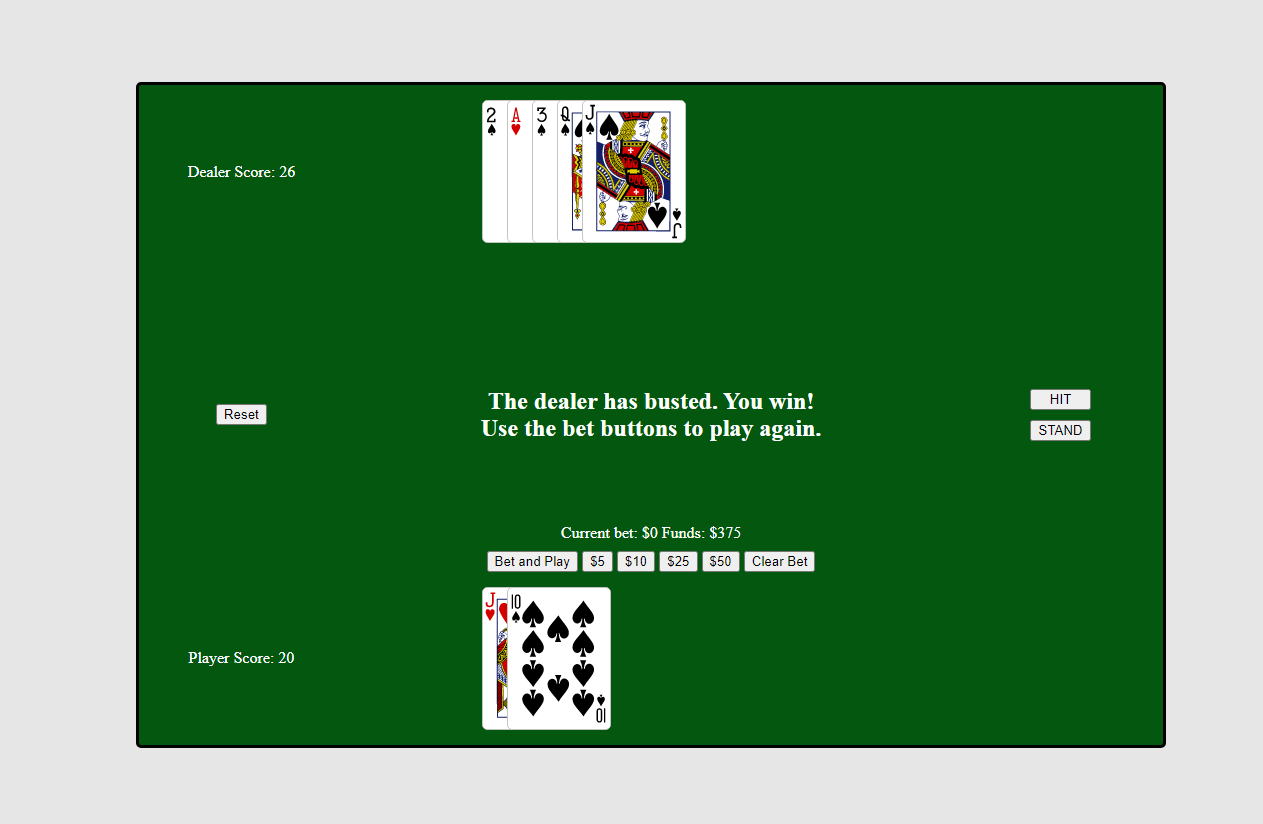 2 A 3 Q J
J
Dealer Score: 26
The dealer has busted. You win!
Use the bet buttons to play again.
Reset
HIT
STAND
Current bet: $0 Funds: $375
Bet and Play $5 $10 $25 $50 Clear Bet
J 10
10
Player Score: 20